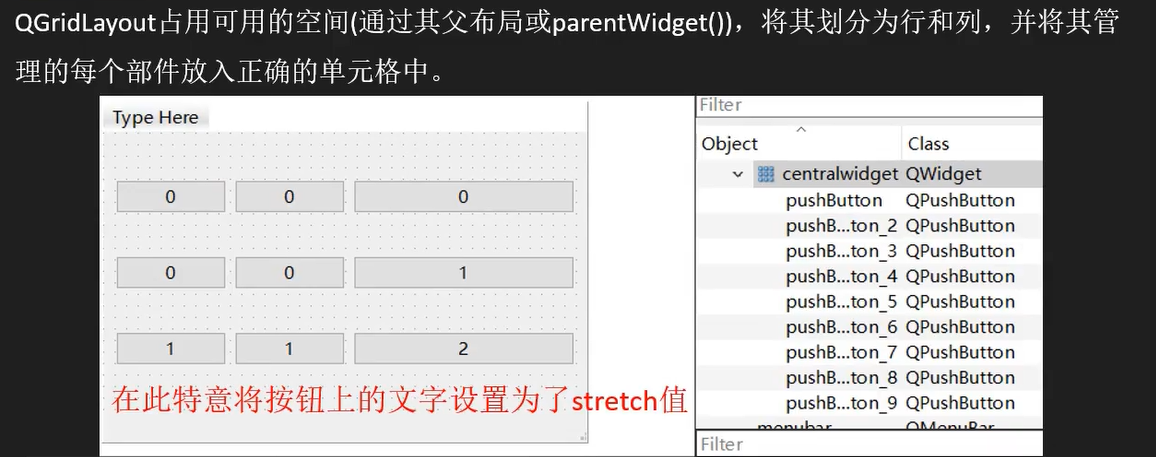 QGridLayout占用可用的空间(通过其父布局或parentWidget())，将其划分为行和列，并将其管
理的每个部件放入正确的单元格中。
Type Here
0 0 0
0 0 1
1 1 2
在此特意将按钮上的文字设置为了stretch值
Filter
Object Class
centralwidget QWidget
pushButton QPushButton
pushB...ton_2 QPushButton
pushB...ton_3 QPushButton
pushB...ton_4 QPushButton
pushB...ton_5 QPushButton
pushB...ton_6 QPushButton
pushB...ton_7 QPushButton
pushB...ton_8 QPushButton
pushB...ton_9 QPushButton
menubar QMenuBar
Filter